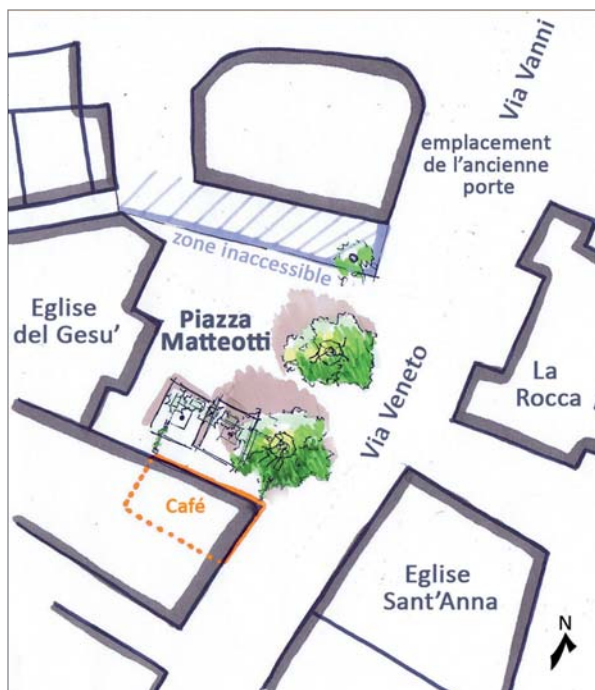 Via Vanni
emplacement
de l'ancienne
porte
zone inaccessible
Eglise
del Gesu'
Piazza
Matteotti
La
Rocca
Via Veneto
Café
Eglise
Sant'Anna
N